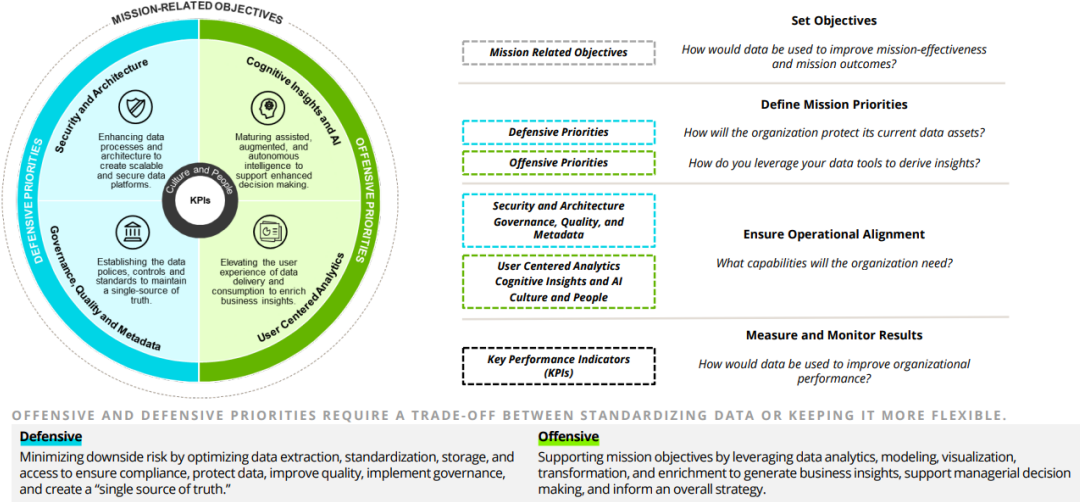 MISSION-RELATED OBJECTIVES
DEFENSIVE PRIORITIES
OFFENSIVE PRIORITIES
Security and Architecture
Enhancing data
processes and
architecture to
create scalable
and secure data
platforms.
Cognitive Insights and AI
Maturing assisted,
augmented, and
autonomous
intelligence to
support enhanced
decision making.
Culture and People
KPIs
Governance, Quality and Metadata
Establishing the data
polices, controls and
standards to maintain
a single-source of
truth.
User Centered Analytics
Elevating the user
experience of data
delivery and
consumption to enrich
business insights.
Set Objectives
Mission Related Objectives
How would data be used to improve mission-effectiveness
and mission outcomes?
Define Mission Priorities
Defensive Priorities
How will the organization protect its current data assets?
Offensive Priorities
How do you leverage your data tools to derive insights?
Security and Architecture
Governance, Quality, and
Metadata
User Centered Analytics
Cognitive Insights and AI
Culture and People
Ensure Operational Alignment
What capabilities will the organization need?
Measure and Monitor Results
Key Performance Indicators
(KPIs)
How would data be used to improve organizational
performance?
OFFENSIVE AND DEFENSIVE PRIORITIES REQUIRE A TRADE-OFF BETWEEN STANDARDIZING DATA OR KEEPING IT MORE FLEXIBLE.
Defensive
Minimizing downside risk by optimizing data extraction, standardization, storage, and
access to ensure compliance, protect data, improve quality, implement governance,
and create a “single source of truth.”
Offensive
Supporting mission objectives by leveraging data analytics, modeling, visualization,
transformation, and enrichment to generate business insights, support managerial decision
making, and inform an overall strategy.